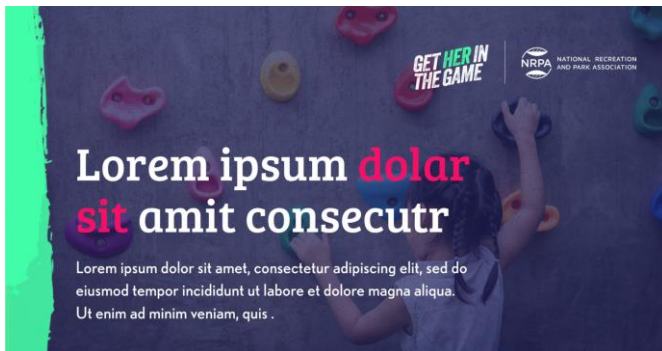 GET HER IN
THE GAME
NRPA
NATIONAL RECREATION
AND PARK ASSOCIATION
Lorem ipsum dolar
sit amit consecutr
Lorem ipsum dolor sit amet, consectetur adipiscing elit, sed do
eiusmod tempor incididunt ut labore et dolore magna aliqua.
Ut enim ad minim veniam, quis .